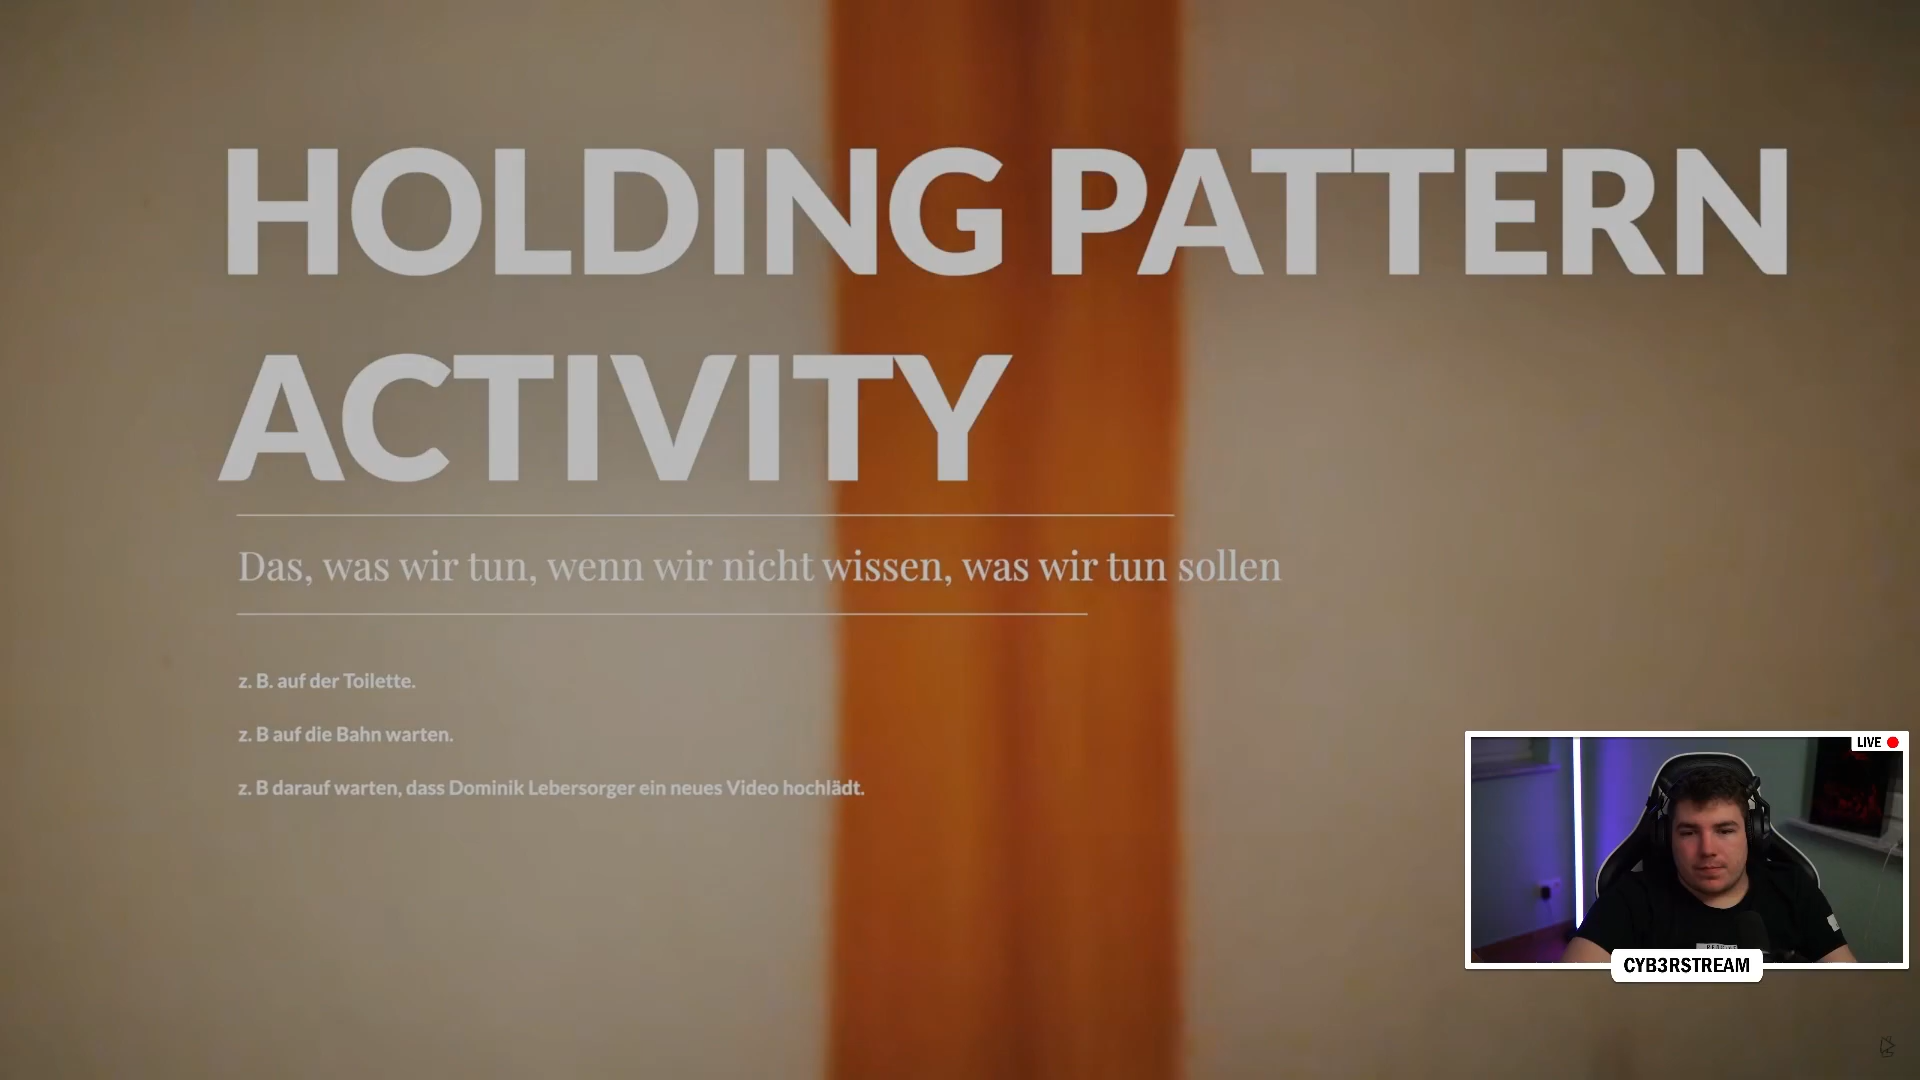 HOLDING PATTERN
ACTIVITY
Das, was wir tun, wenn wir nicht wissen, was wir tun sollen
z. B. auf der Toilette.
z. B auf die Bahn warten.
z. B darauf warten, dass Dominik Lebersorger ein neues Video hochlädt.
LIVE
CYB3RSTREAM